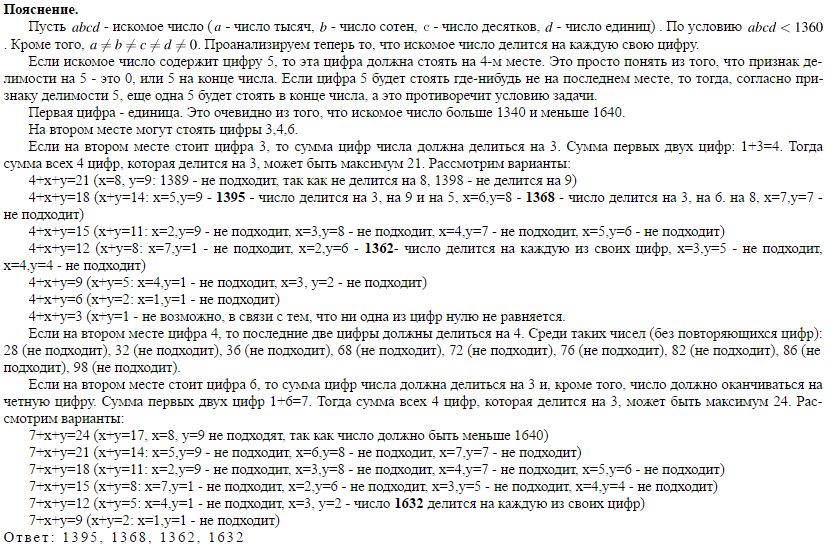 Пояснение.
Пусть abcd - искомое число (a - число тысяч, b - число сотен, c - число десятков, d - число единиц) . По условию abcd < 1360
. Кроме того, a ≠ b ≠ c ≠ d ≠ 0. Проанализируем теперь то, что искомое число делится на каждую свою цифру.
Если искомое число содержит цифру 5, то эта цифра должна стоять на 4-м месте. Это просто понять из того, что признак де-
лимости на 5 - это 0, или 5 на конце числа. Если цифра 5 будет стоять где-нибудь не на последнем месте, то тогда, согласно при-
знаку делимости 5, еще одна 5 будет стоять в конце числа, а это противоречит условию задачи.
Первая цифра - единица. Это очевидно из того, что искомое число больше 1340 и меньше 1640.
На втором месте могут стоять цифры 3,4,6.
Если на втором месте стоит цифра 3, то сумма цифр числа должна делиться на 3. Сумма первых двух цифр: 1+3=4. Тогда
сумма всех 4 цифр, которая делится на 3, может быть максимум 21. Рассмотрим варианты:
4+x+y=21 (x=8, y=9: 1389 - не подходит, так как не делится на 8, 1398 - не делится на 9)
4+x+y=18 (x+y=14: x=5,y=9 - 1395 - число делится на 3, на 9 и на 5, x=6,y=8 - 1368 - число делится на 3, на 6. на 8, x=7,y=7 -
не подходит)
4+x+y=15 (x+y=11: x=2,y=9 - не подходит, x=3,y=8 - не подходит, x=4,y=7 - не подходит, x=5,y=6 - не подходит)
4+x+y=12 (x+y=8: x=7,y=1 - не подходит, x=2,y=6 - 1362- число делится на каждую из своих цифр, x=3,y=5 - не подходит,
x=4,y=4 - не подходит)
4+x+y=9 (x+y=5: x=4,y=1 - не подходит, x=3, y=2 - не подходит)
4+x+y=6 (x+y=2: x=1,y=1 - не подходит)
4+x+y=3 (x+y=1 - не возможно, в связи с тем, что ни одна из цифр нулю не равняется.
Если на втором месте цифра 4, то последние две цифры должны делиться на 4. Среди таких чисел (без повторяющихся цифр):
28 (не подходит), 32 (не подходит), 36 (не подходит), 68 (не подходит), 72 (не подходит), 76 (не подходит), 82 (не подходит), 86 (не
подходит), 98 (не подходит).
Если на втором месте стоит цифра 6, то сумма цифр числа должна делиться на 3 и, кроме того, число должно оканчиваться на
четную цифру. Сумма первых двух цифр 1+6=7. Тогда сумма всех 4 цифр, которая делится на 3, может быть максимум 24. Рас-
смотрим варианты:
7+x+y=24 (x+y=17, x=8, y=9 не подходят, так как число должно быть меньше 1640)
7+x+y=21 (x+y=14: x=5,y=9 - не подходит, x=6,y=8 - не подходит, x=7,y=7 - не подходит)
7+x+y=18 (x+y=11: x=2,y=9 - не подходит, x=3,y=8 - не подходит, x=4,y=7 - не подходит, x=5,y=6 - не подходит)
7+x+y=15 (x+y=8: x=7,y=1 - не подходит, x=2,y=6 - не подходит, x=3,y=5 - не подходит, x=4,y=4 - не подходит)
7+x+y=12 (x+y=5: x=4,y=1 - не подходит, x=3, y=2 - число 1632 делится на каждую из своих цифр)
7+x+y=9 (x+y=2: x=1,y=1 - не подходит)
Ответ: 1395, 1368, 1362, 1632